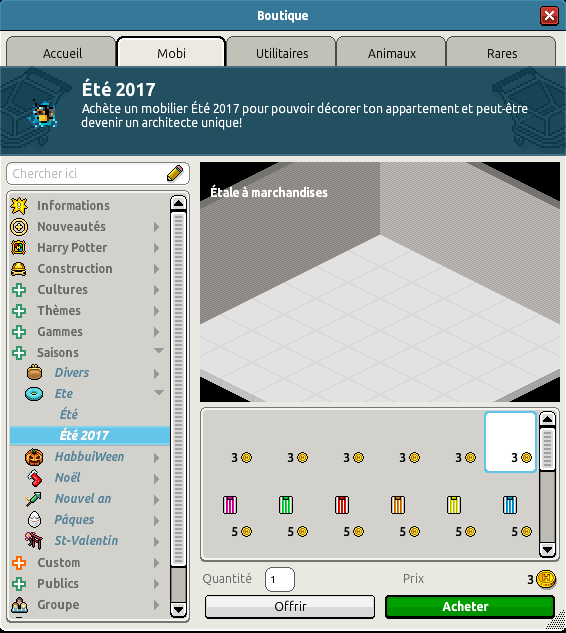 Boutique
Accueil
Mobi
Utilitaires
Animaux
Rares
Été 2017
Achète un mobilier Été 2017 pour pouvoir décorer ton appartement et peut-être
devenir un architecte unique!
Chercher ici
Informations
Nouveautés
Harry Potter
Construction
Cultures
Thèmes
Gammes
Saisons
Divers
Ete
Été
Été 2017
HabbuiWeen
Noël
Nouvel an
Pâques
St-Valentin
Custom
Publics
Groupe
Étale à marchandises
3 3 3 3 3 3
5 5 5 5 5 5
Quantité 1 Prix 3
Offrir
Acheter